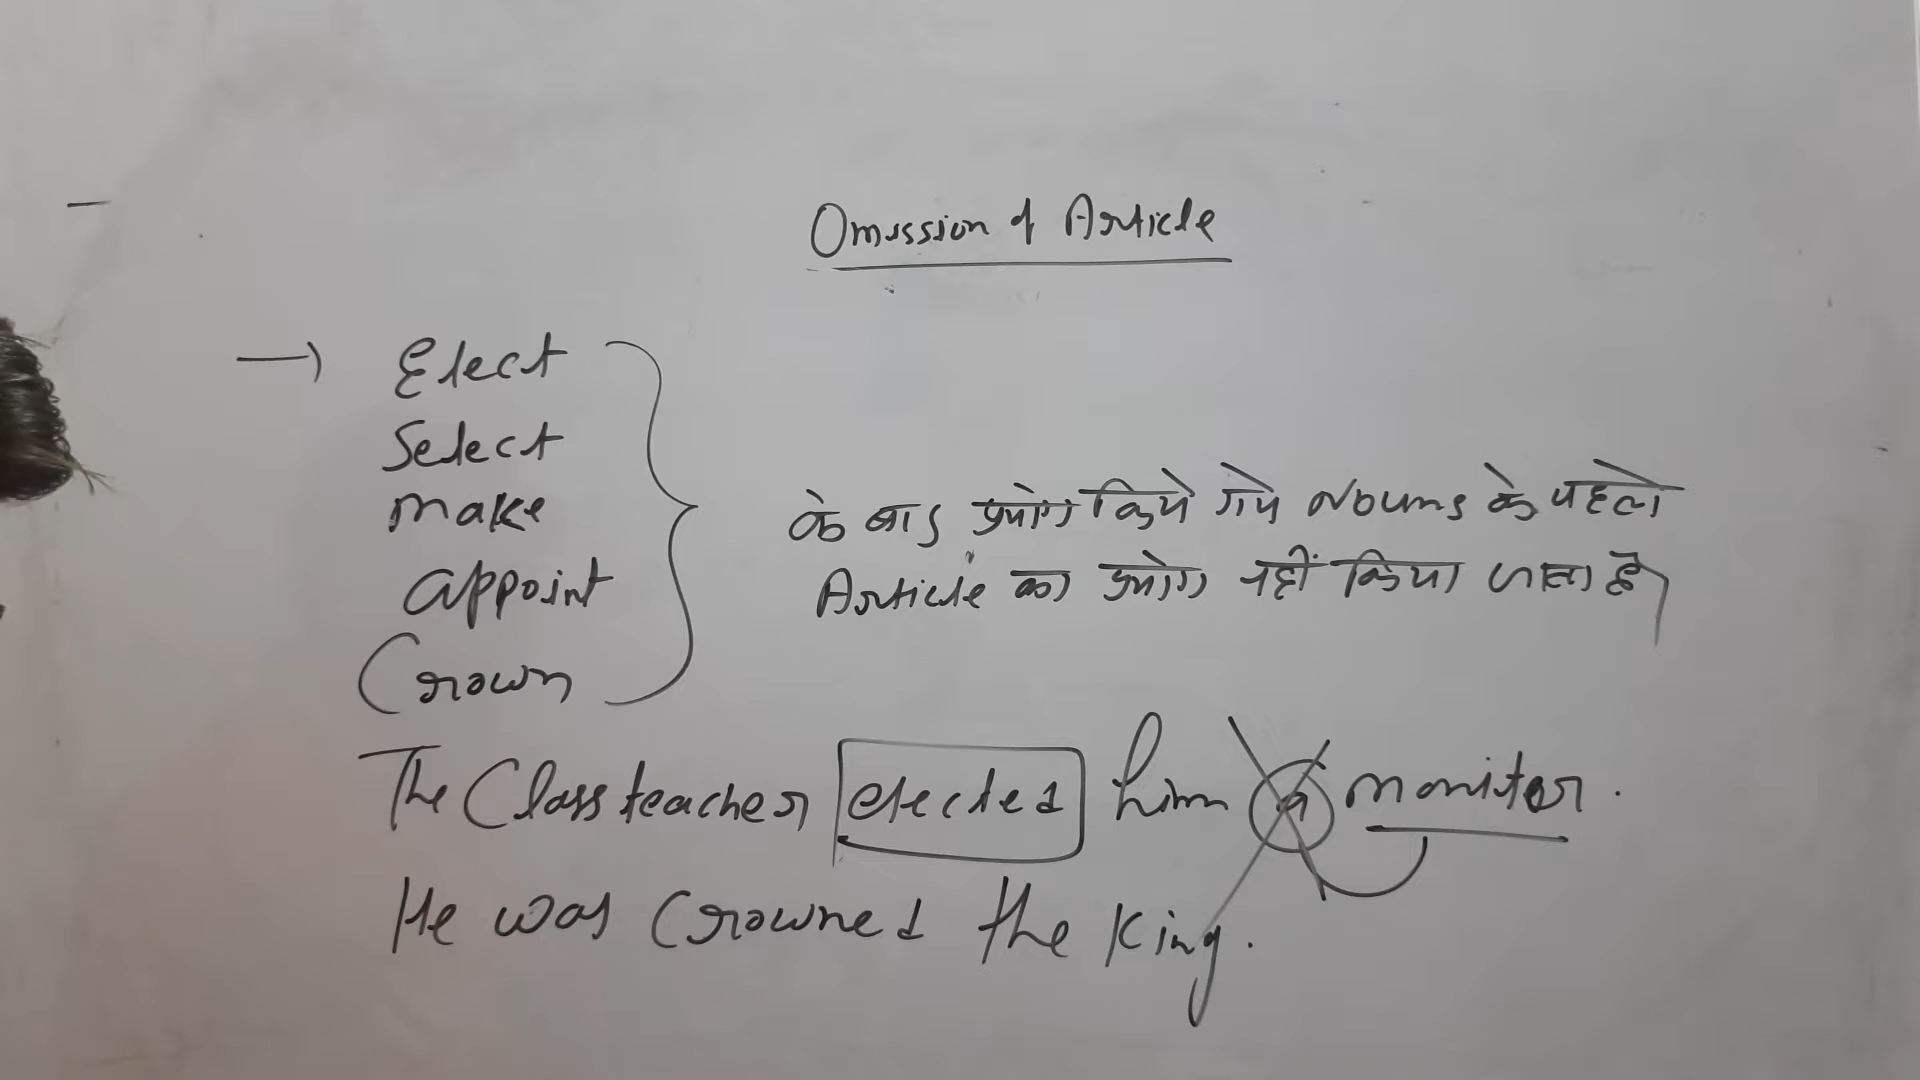 Omission of Article
→ Elect
Select
make
appoint
Crown
के बाद प्रयोग किये गये Nouns के पहले
Article का प्रयोग नहीं किया जाता है।
The Class teacher elected him a moniter.
He was Crowned the King.